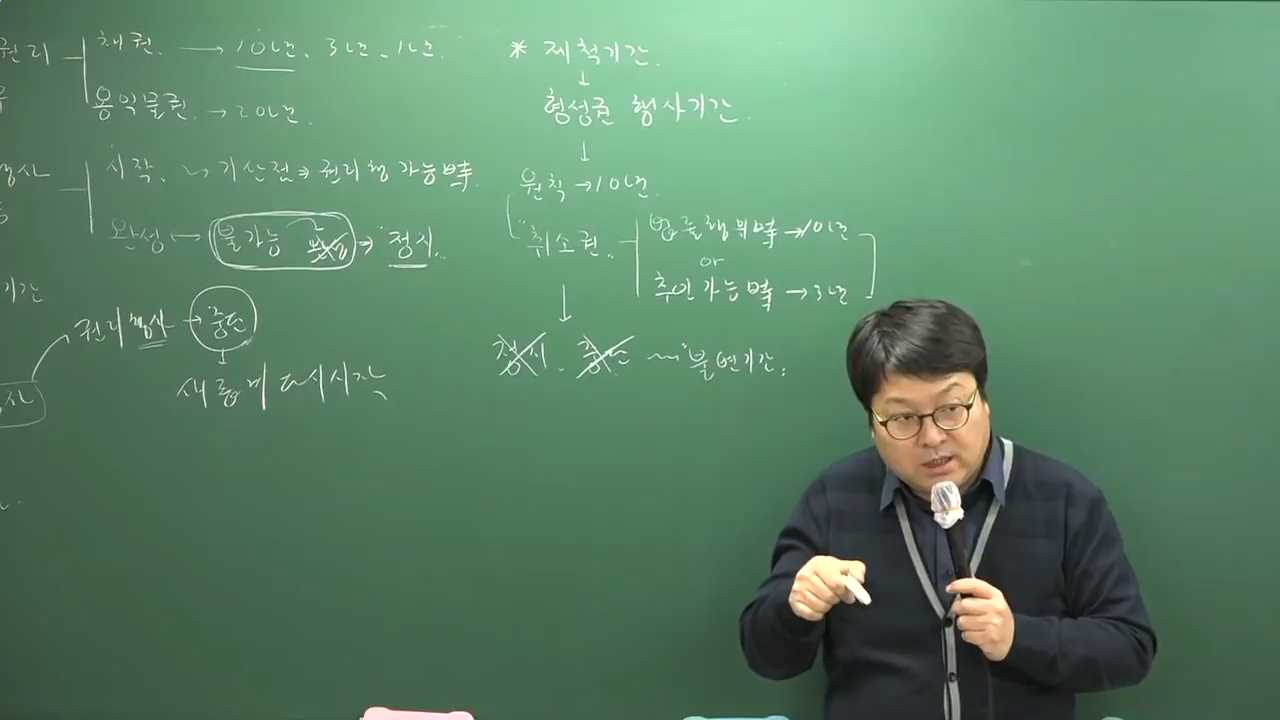 권리 채권. → 10년, 3년, 1년.
용익물권. → 20년.
시작. 기산점 → 권리행 가능時.
완성 ↔ 불가능 → "정지..
기간
권리행사 → 중단
↓
새롭게 다시시작
* 제척기간.
↓
형성권 행사기간.
↓
원칙 → 10년.
"취소권..
법률행위時 → 10년
or
추인가능時 → 3년
↓
정지. 중단 ~ "불변기간.